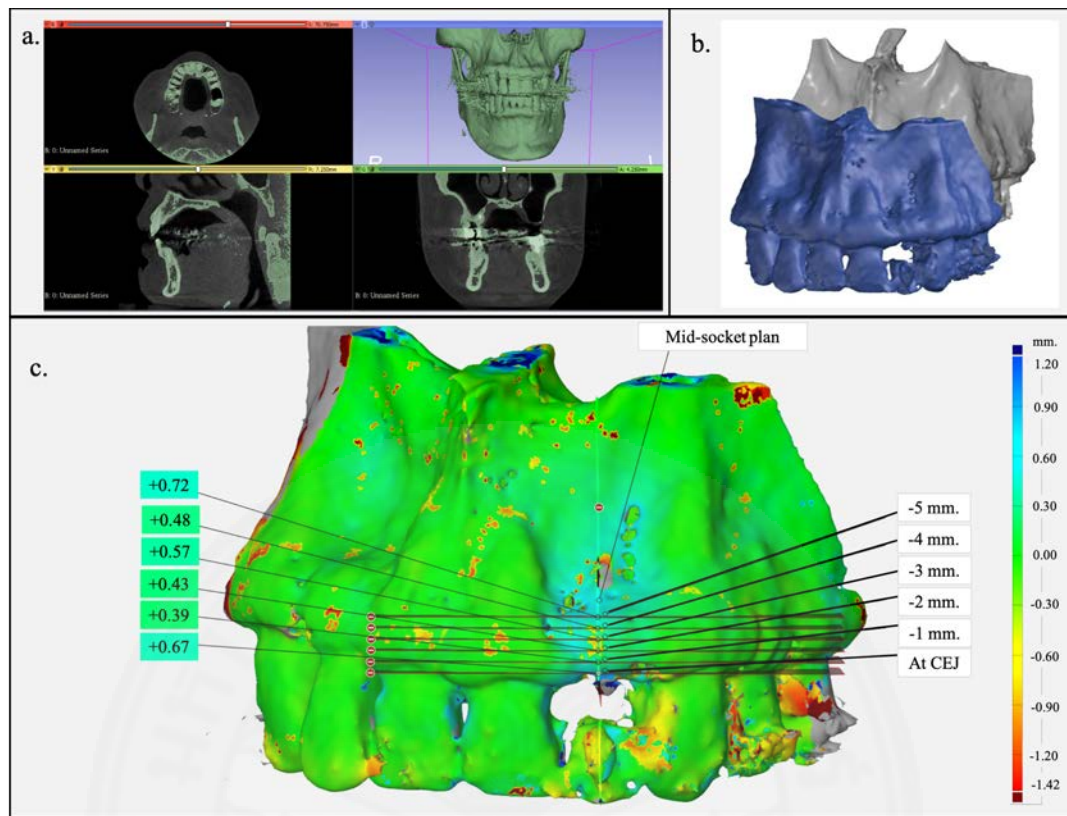 a.
B: 0: Unnamed Series
R
L
B: 0: Unnamed Series
B: 0: Unnamed Series
b.
c.
Mid-socket plan
mm.
1.20
0.90
0.60
0.30
0.00
-0.30
-0.60
-0.90
-1.20
-1.42
+0.72
+0.48
+0.57
+0.43
+0.39
+0.67
-5 mm.
-4 mm.
-3 mm.
-2 mm.
-1 mm.
At CEJ